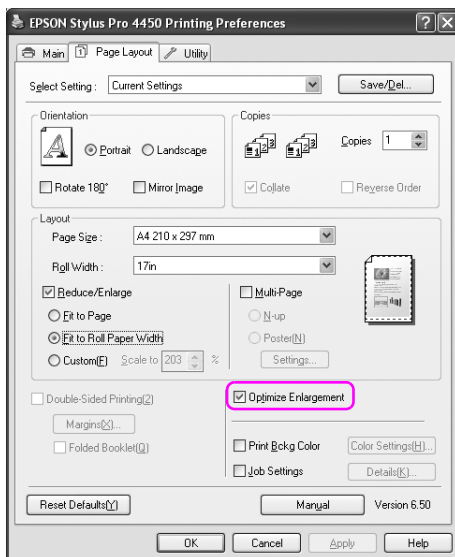 EPSON Stylus Pro 4450 Printing Preferences
Main Page Layout Utility
Select Setting : Current Settings Save/Del...
Orientation
Portrait Landscape
Rotate 180° Mirror Image
Copies
Copies 1
Collate Reverse Order
Layout
Page Size : A4 210 x 297 mm
Roll Width : 17in
Reduce/Enlarge
Fit to Page
Fit to Roll Paper Width
Custom(F) Scale to 203 %
Multi-Page
N-up
Poster(N)
Settings...
Double-Sided Printing(2)
Margins(X)...
Folded Booklet(Q)
Optimize Enlargement
Print Bckg Color Color Settings(H)...
Job Settings Details(K)...
Reset Defaults(Y) Manual Version 6.50
OK Cancel Apply Help